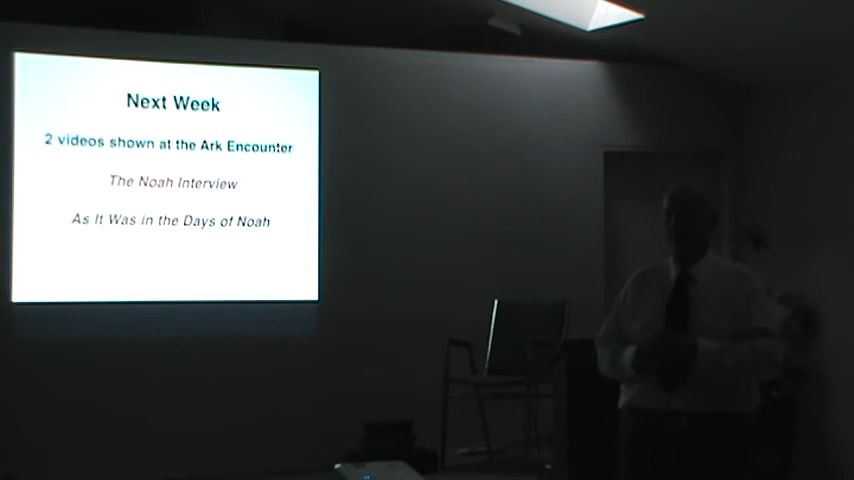 Next Week
2 videos shown at the Ark Encounter
The Noah Interview
As It Was in the Days of Noah